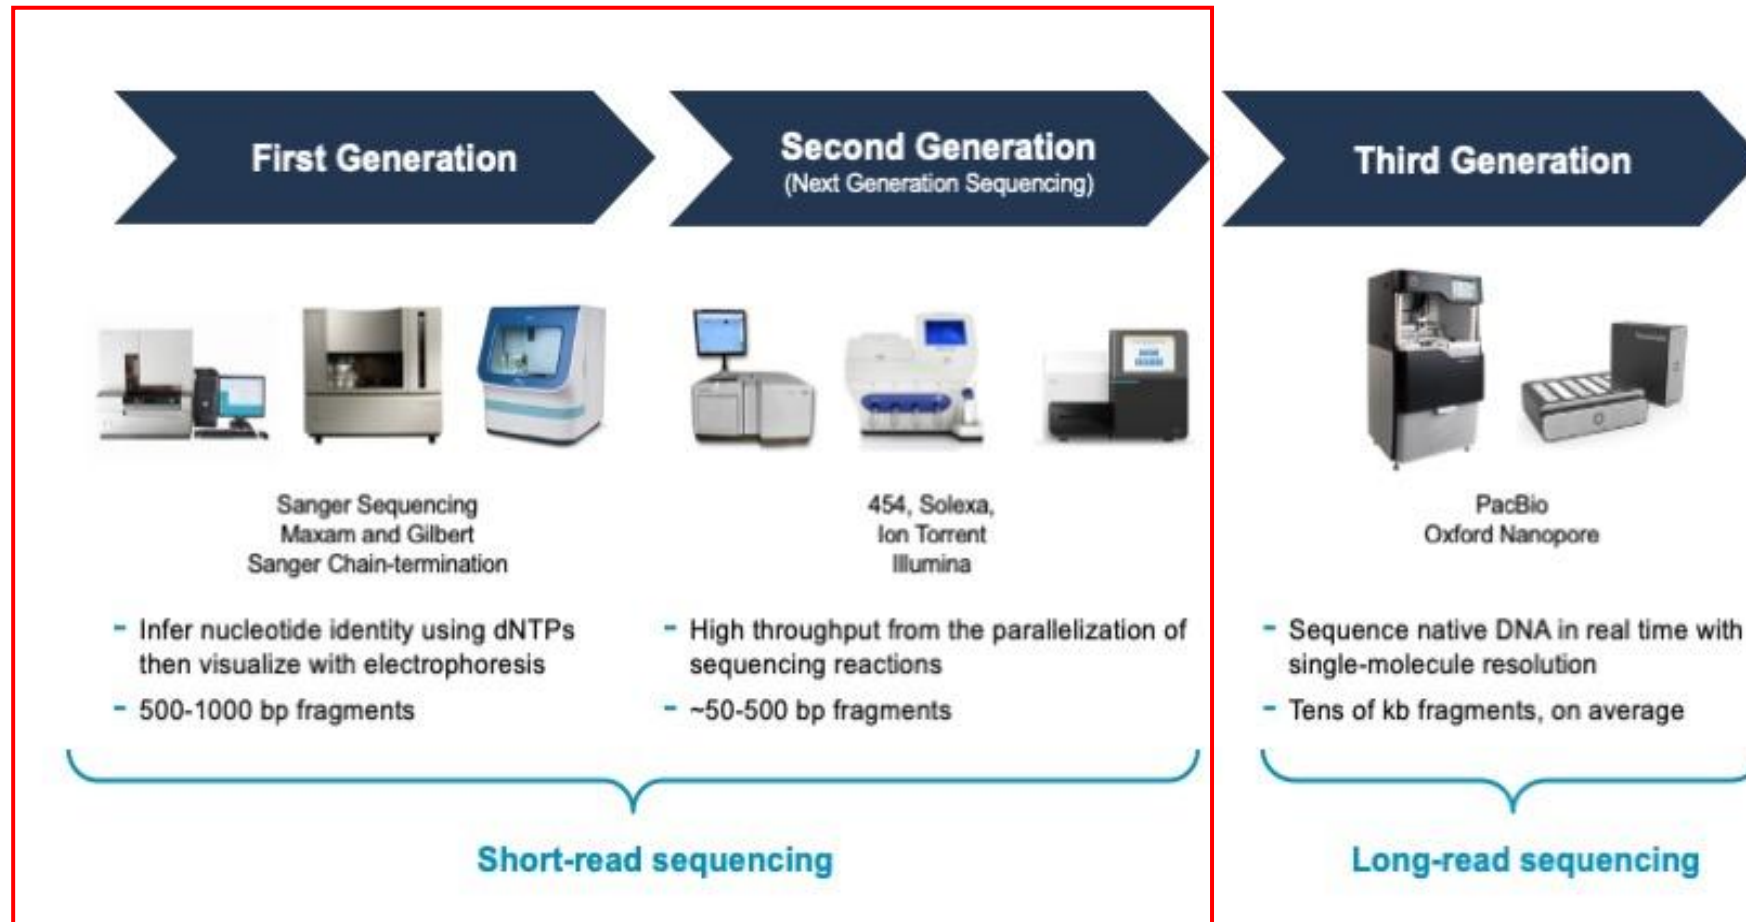 First Generation
Sanger Sequencing
Maxam and Gilbert
Sanger Chain-termination
- Infer nucleotide identity using dNTPs
then visualize with electrophoresis
- 500-1000 bp fragments
Second Generation
(Next Generation Sequencing)
454, Solexa,
Ion Torrent
Illumina
- High throughput from the parallelization of
sequencing reactions
- ~50-500 bp fragments
Short-read sequencing
Third Generation
PacBio
Oxford Nanopore
- Sequence native DNA in real time with
single-molecule resolution
- Tens of kb fragments, on average
Long-read sequencing